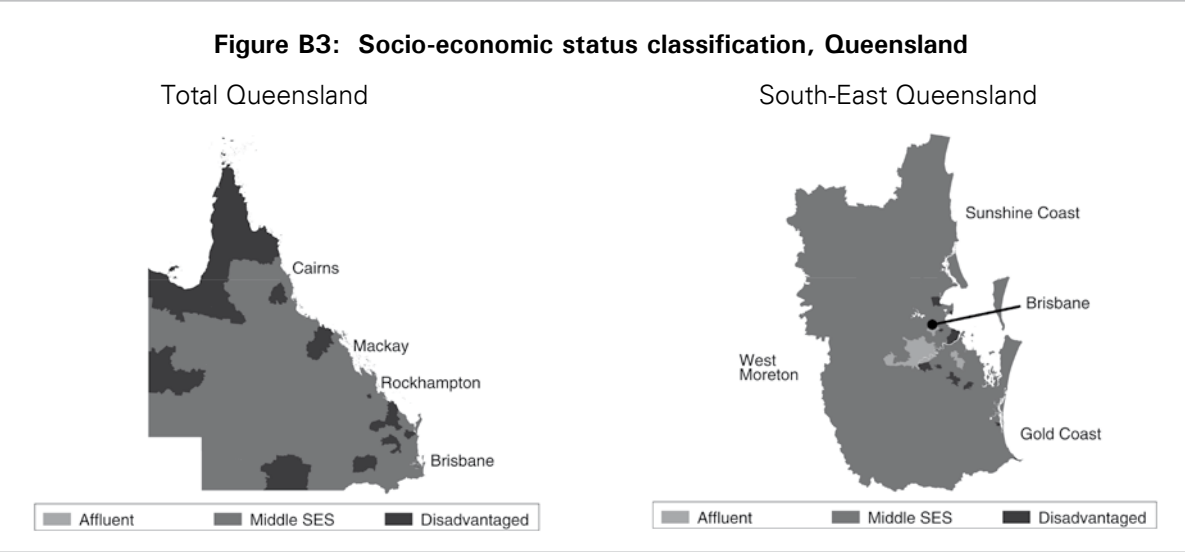 Figure B3: Socio-economic status classification, Queensland
Total Queensland
Cairns
Mackay
Rockhampton
Brisbane
Affluent Middle SES Disadvantaged
South-East Queensland
Sunshine Coast
Brisbane
West
Moreton
Gold Coast
Affluent Middle SES Disadvantaged